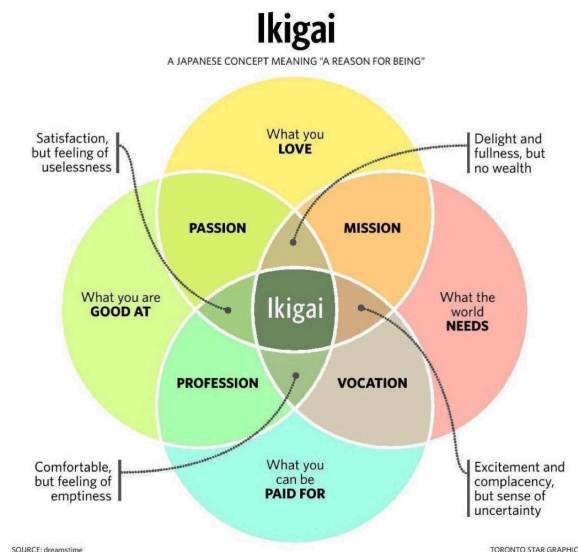 Ikigai
A JAPANESE CONCEPT MEANING "A REASON FOR BEING"
Satisfaction,
but feeling of
uselessness
What you
LOVE
Delight and
fullness, but
no wealth
PASSION
MISSION
What you are
GOOD AT
Ikigai
What the
world
NEEDS
PROFESSION
VOCATION
Comfortable,
but feeling of
emptiness
What you
can be
PAID FOR
Excitement and
complacency,
but sense of
uncertainty
SOURCE: dreamstime
TORONTO STAR GRAPHIC